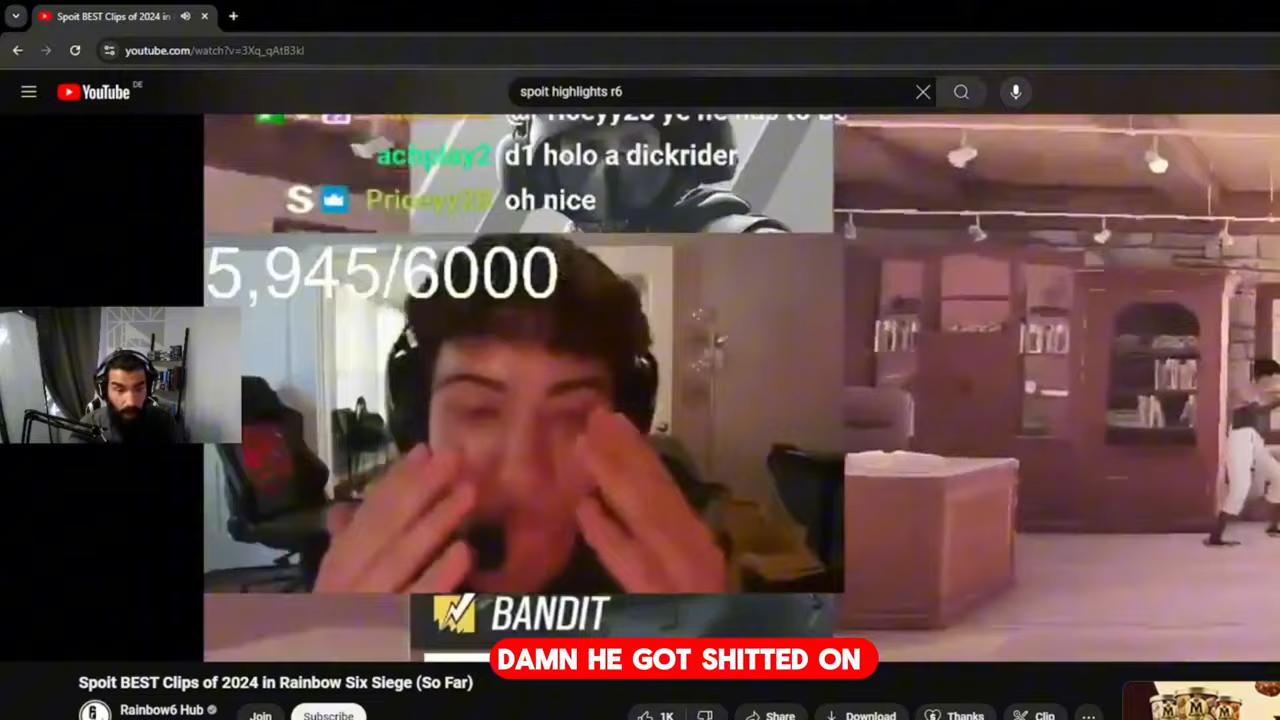 Spoit BEST Clips of 2024 in
youtube.com/watch?v=3Xq_qAtB3kI
YouTube DE
spoit highlights r6
acbplay2 d1 holo a dickrider
S Priceyy2B oh nice
5,945/6000
BANDIT
DAMN HE GOT SHITTED ON
Spoit BEST Clips of 2024 in Rainbow Six Siege (So Far)
Rainbow6 Hub
Join
Subscribe
1K
Share
Download
Thanks
Clip